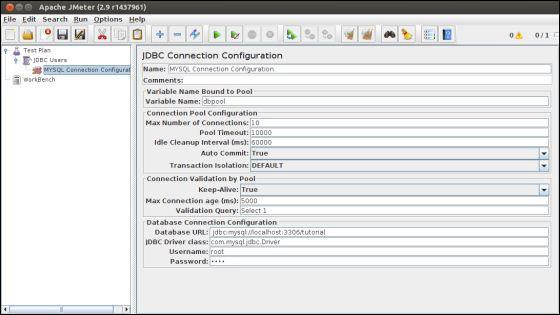 Apache JMeter (2.9 r1437961)
File Edit Search Run Options Help
0 0 / 1
Test Plan
JDBC Users
MYSQL Connection Configurat
WorkBench
JDBC Connection Configuration
Name: MYSQL Connection Configuration
Comments:
Variable Name Bound to Pool
Variable Name: dbpool
Connection Pool Configuration
Max Number of Connections: 10
Pool Timeout: 10000
Idle Cleanup Interval (ms): 60000
Auto Commit: True
Transaction Isolation: DEFAULT
Connection Validation by Pool
Keep-Alive: True
Max Connection age (ms): 5000
Validation Query: Select 1
Database Connection Configuration
Database URL: jdbc:mysql://localhost:3306/tutorial
JDBC Driver class: com.mysql.jdbc.Driver
Username: root
Password: ••••